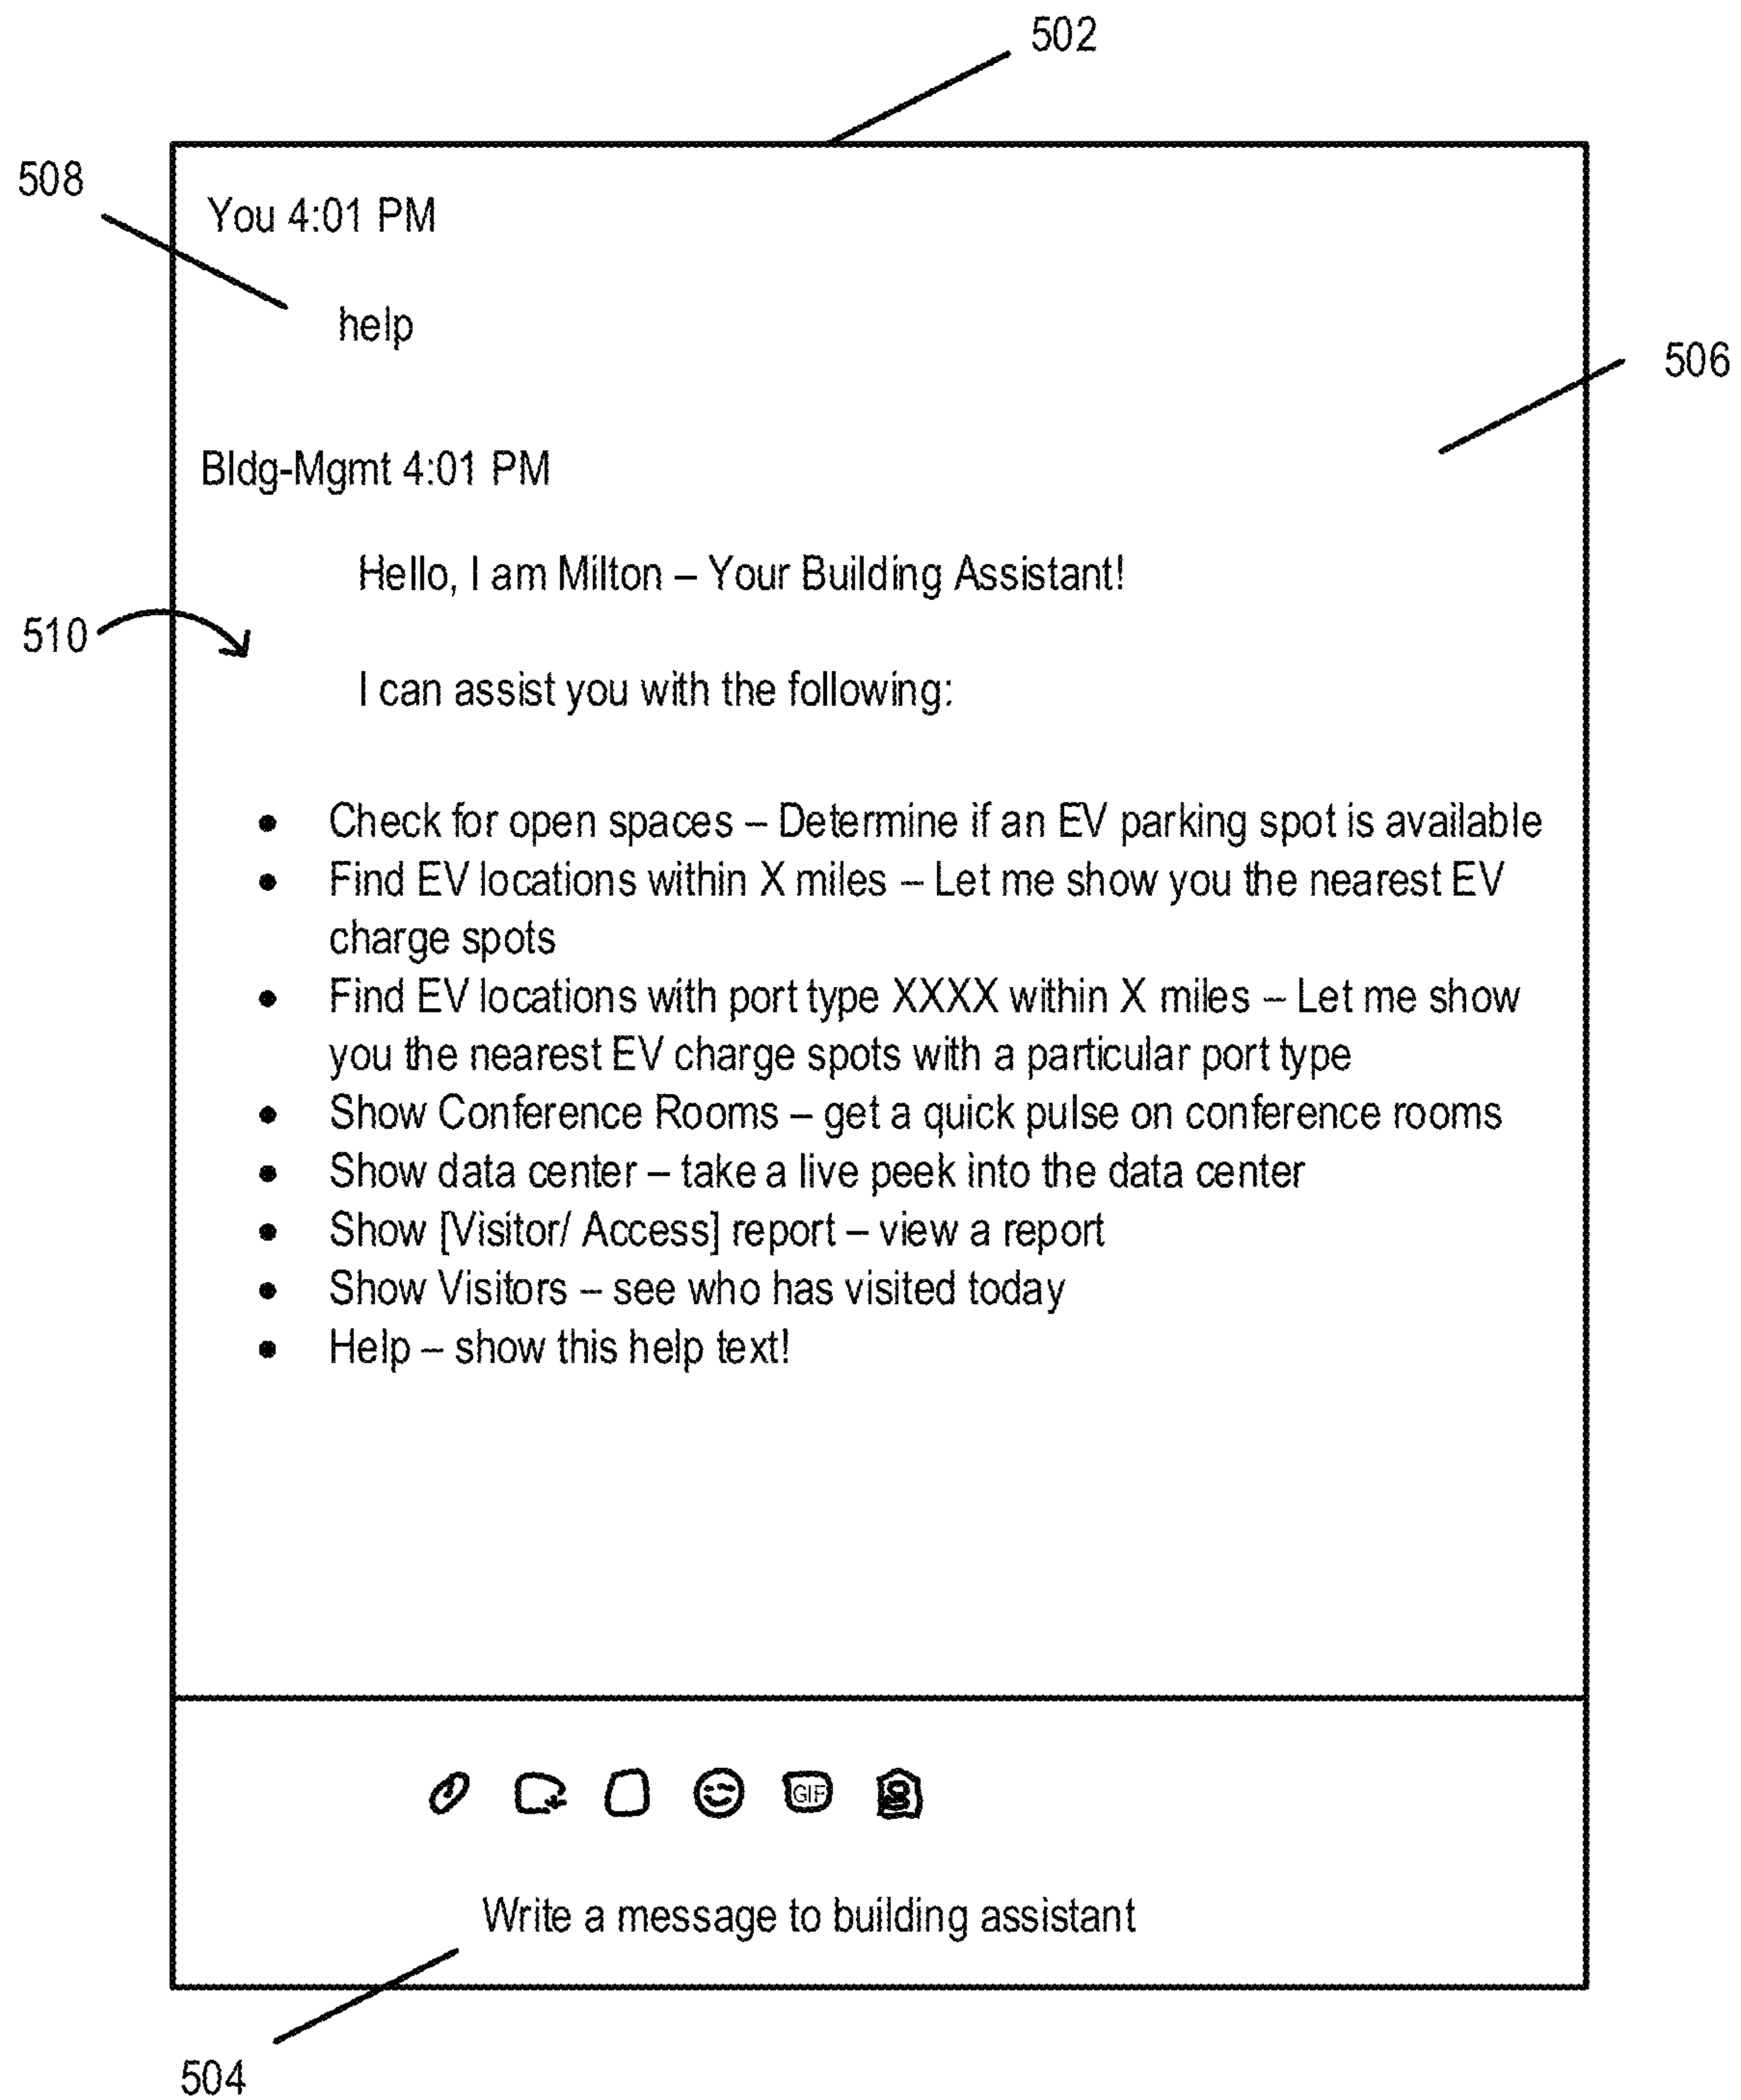 502
508
You 4:01 PM
help
506
Bldg-Mgmt 4:01 PM
Hello, I am Milton – Your Building Assistant!
510
I can assist you with the following:
• Check for open spaces – Determine if an EV parking spot is available
• Find EV locations within X miles – Let me show you the nearest EV
charge spots
• Find EV locations with port type XXXX within X miles – Let me show
you the nearest EV charge spots with a particular port type
• Show Conference Rooms – get a quick pulse on conference rooms
• Show data center – take a live peek into the data center
• Show [Visitor/ Access] report – view a report
• Show Visitors – see who has visited today
• Help – show this help text!
GIF
Write a message to building assistant
504